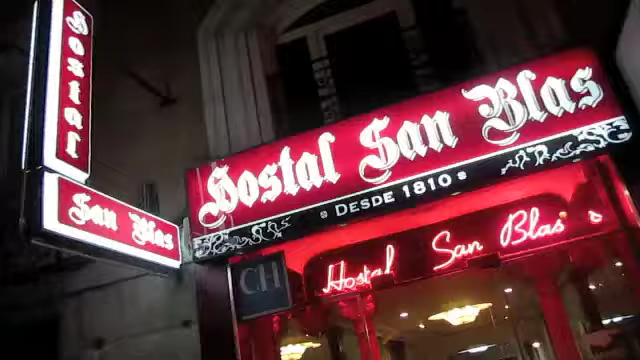 Hostal
San Blas
Hostal San Blas
DESDE 1810
Hostal San Blas
CH